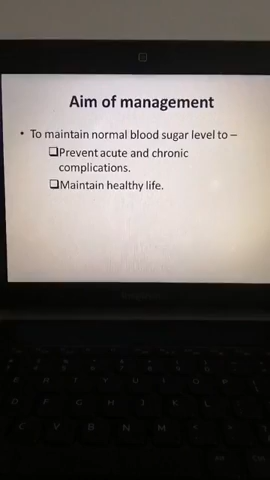 Aim of management
• To maintain normal blood sugar level to –
❑Prevent acute and chronic
complications.
❑Maintain healthy life.
E R T Y U I O P
D F G H J K L
C V B N M